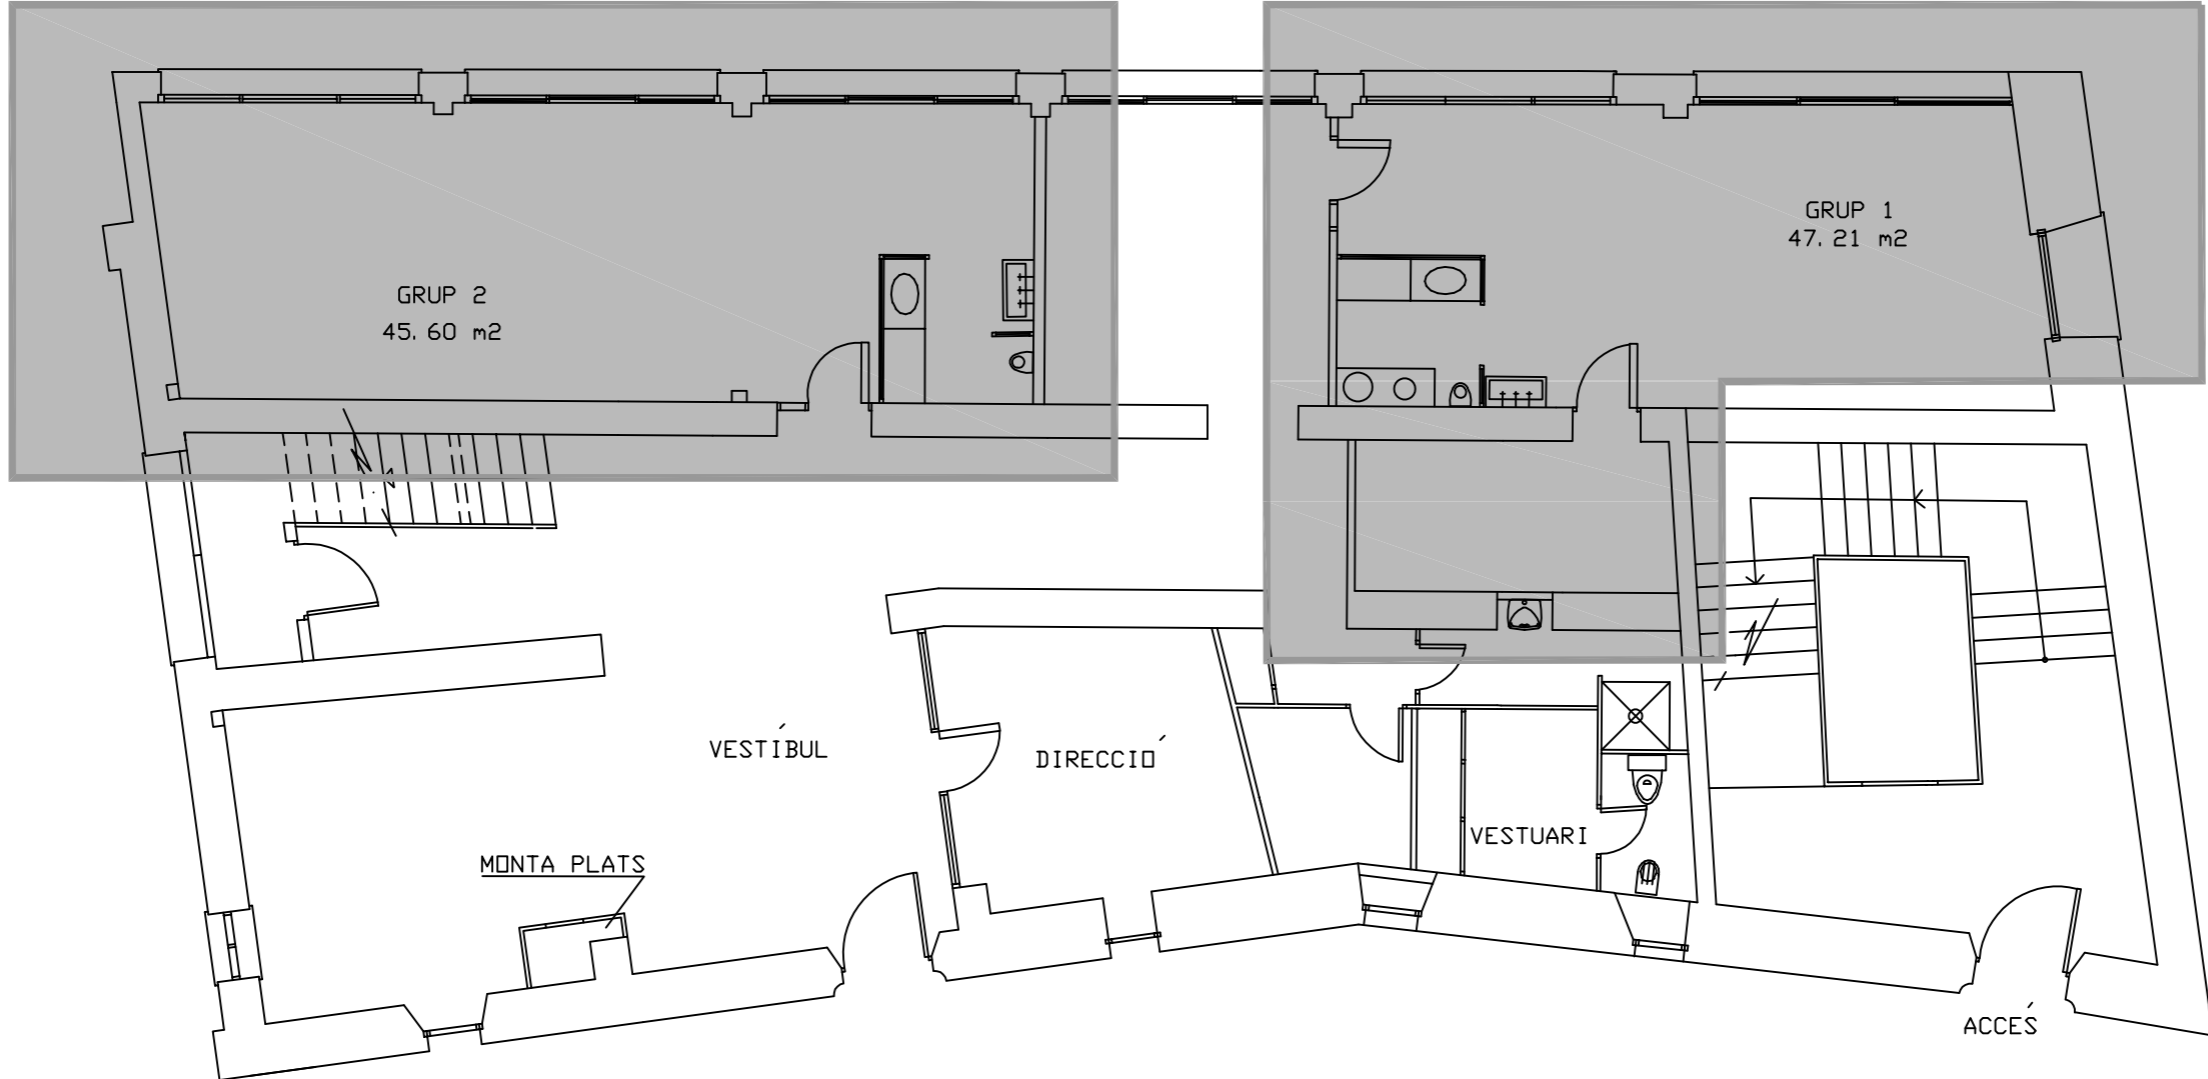 GRUP 1
47.21 m2
GRUP 2
45.60 m2
VESTÍBUL
DIRECCIÓ
VESTUARI
MONTA PLATS
ACCÉS